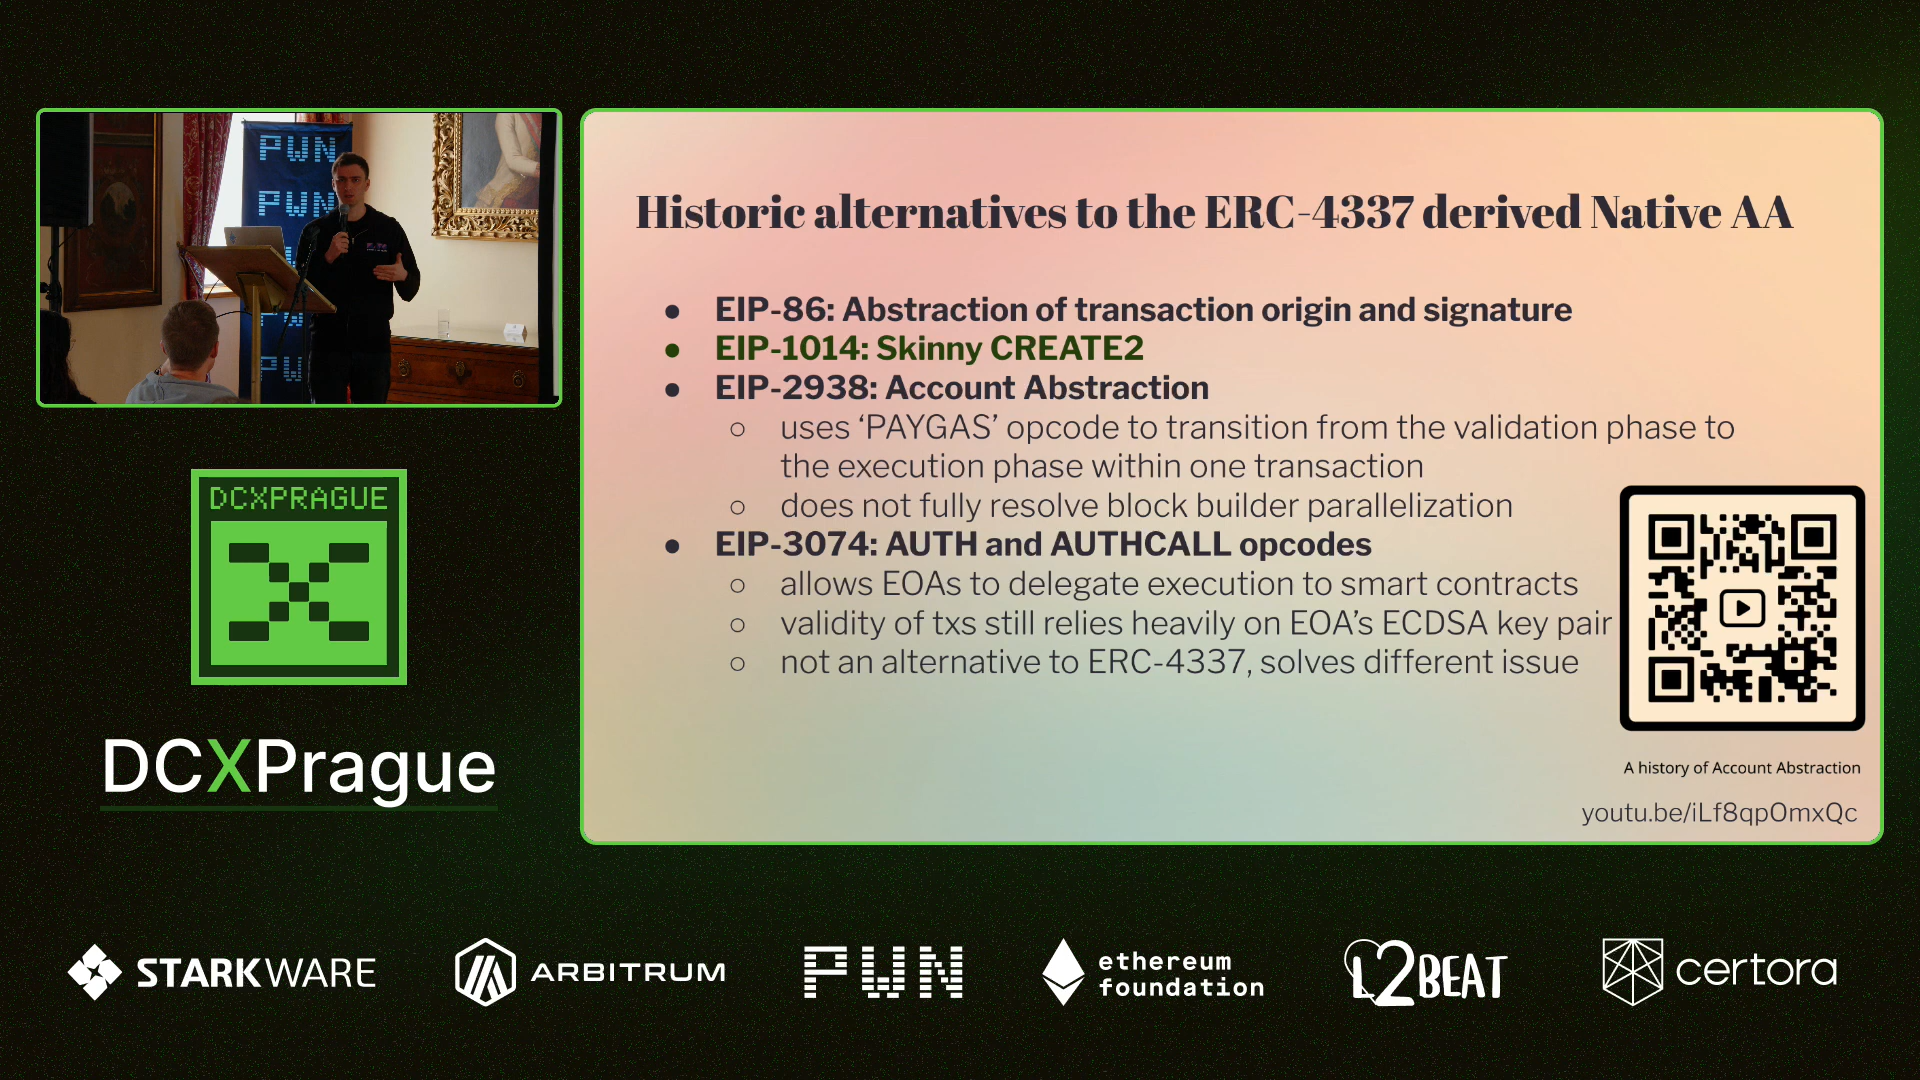 PWN
PWN
PWN
DCXPRAGUE
DCXPrague
Historic alternatives to the ERC-4337 derived Native AA
● EIP-86: Abstraction of transaction origin and signature
● EIP-1014: Skinny CREATE2
● EIP-2938: Account Abstraction
○ uses ‘PAYGAS’ opcode to transition from the validation phase to
the execution phase within one transaction
○ does not fully resolve block builder parallelization
● EIP-3074: AUTH and AUTHCALL opcodes
○ allows EOAs to delegate execution to smart contracts
○ validity of txs still relies heavily on EOA’s ECDSA key pair
○ not an alternative to ERC-4337, solves different issue
A history of Account Abstraction
youtu.be/iLf8qpOmxQc
STARKWARE
ARBITRUM
PWN
ethereum
foundation
L2BEAT
certora